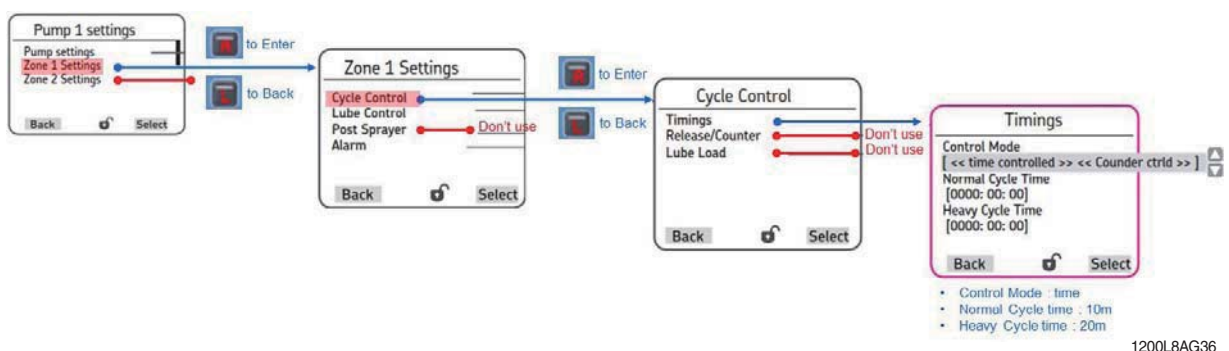 Pump 1 settings
Pump settings
Zone 1 Settings
Zone 2 Settings
Back
Select
R
to Enter
L
to Back
Zone 1 Settings
Cycle Control
Lube Control
Post Sprayer
Don't use
Alarm
Back
Select
R
to Enter
L
to Back
Cycle Control
Timings
Release/Counter
Don't use
Lube Load
Don't use
Back
Select
Timings
Control Mode
[ << time controlled >> << Counder ctrld >> ]
Normal Cycle Time
[0000: 00: 00]
Heavy Cycle Time
[0000: 00: 00]
Back
Select
• Control Mode : time
• Normal Cycle time : 10m
• Heavy Cycle time : 20m
1200L8AG36